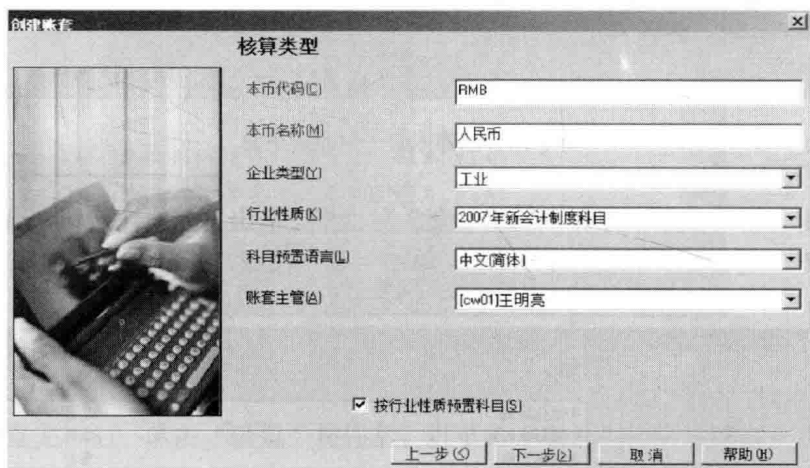 创建账套
核算类型
本币代码(C) RMB
本币名称(M) 人民币
企业类型(Y) 工业
行业性质(K) 2007年新会计制度科目
科目预置语言(L) 中文(简体)
账套主管(A) [cw01]王明亮
按行业性质预置科目(S)
上一步(<) 下一步(>) 取消 帮助(H)